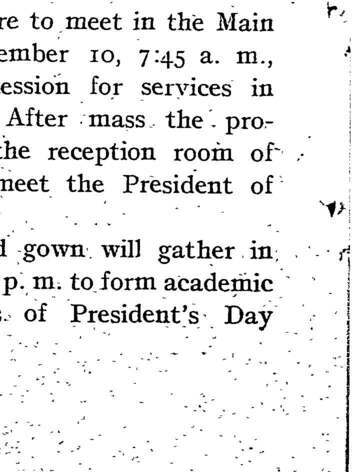 re to meet in the Main
ember 10, 7:45 a. m.,
ession for services in
After mass the pro-
the reception room of
meet the President of
d gown will gather in
p. m. to form academic
s. of President's Day